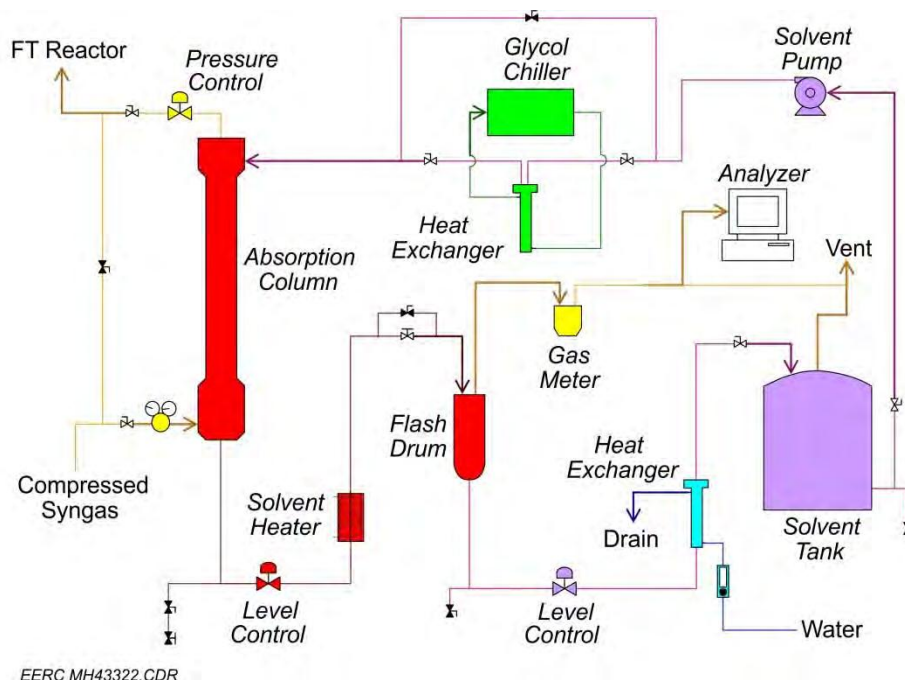 FT Reactor
Pressure
Control
Glycol
Chiller
Solvent
Pump
Analyzer
Heat
Exchanger
Absorption
Column
Vent
Gas
Meter
Flash
Drum
Heat
Exchanger
Compressed
Syngas
Solvent
Heater
Drain
Solvent
Tank
Level
Control
Level
Control
Water
EERC MH43322.CDR